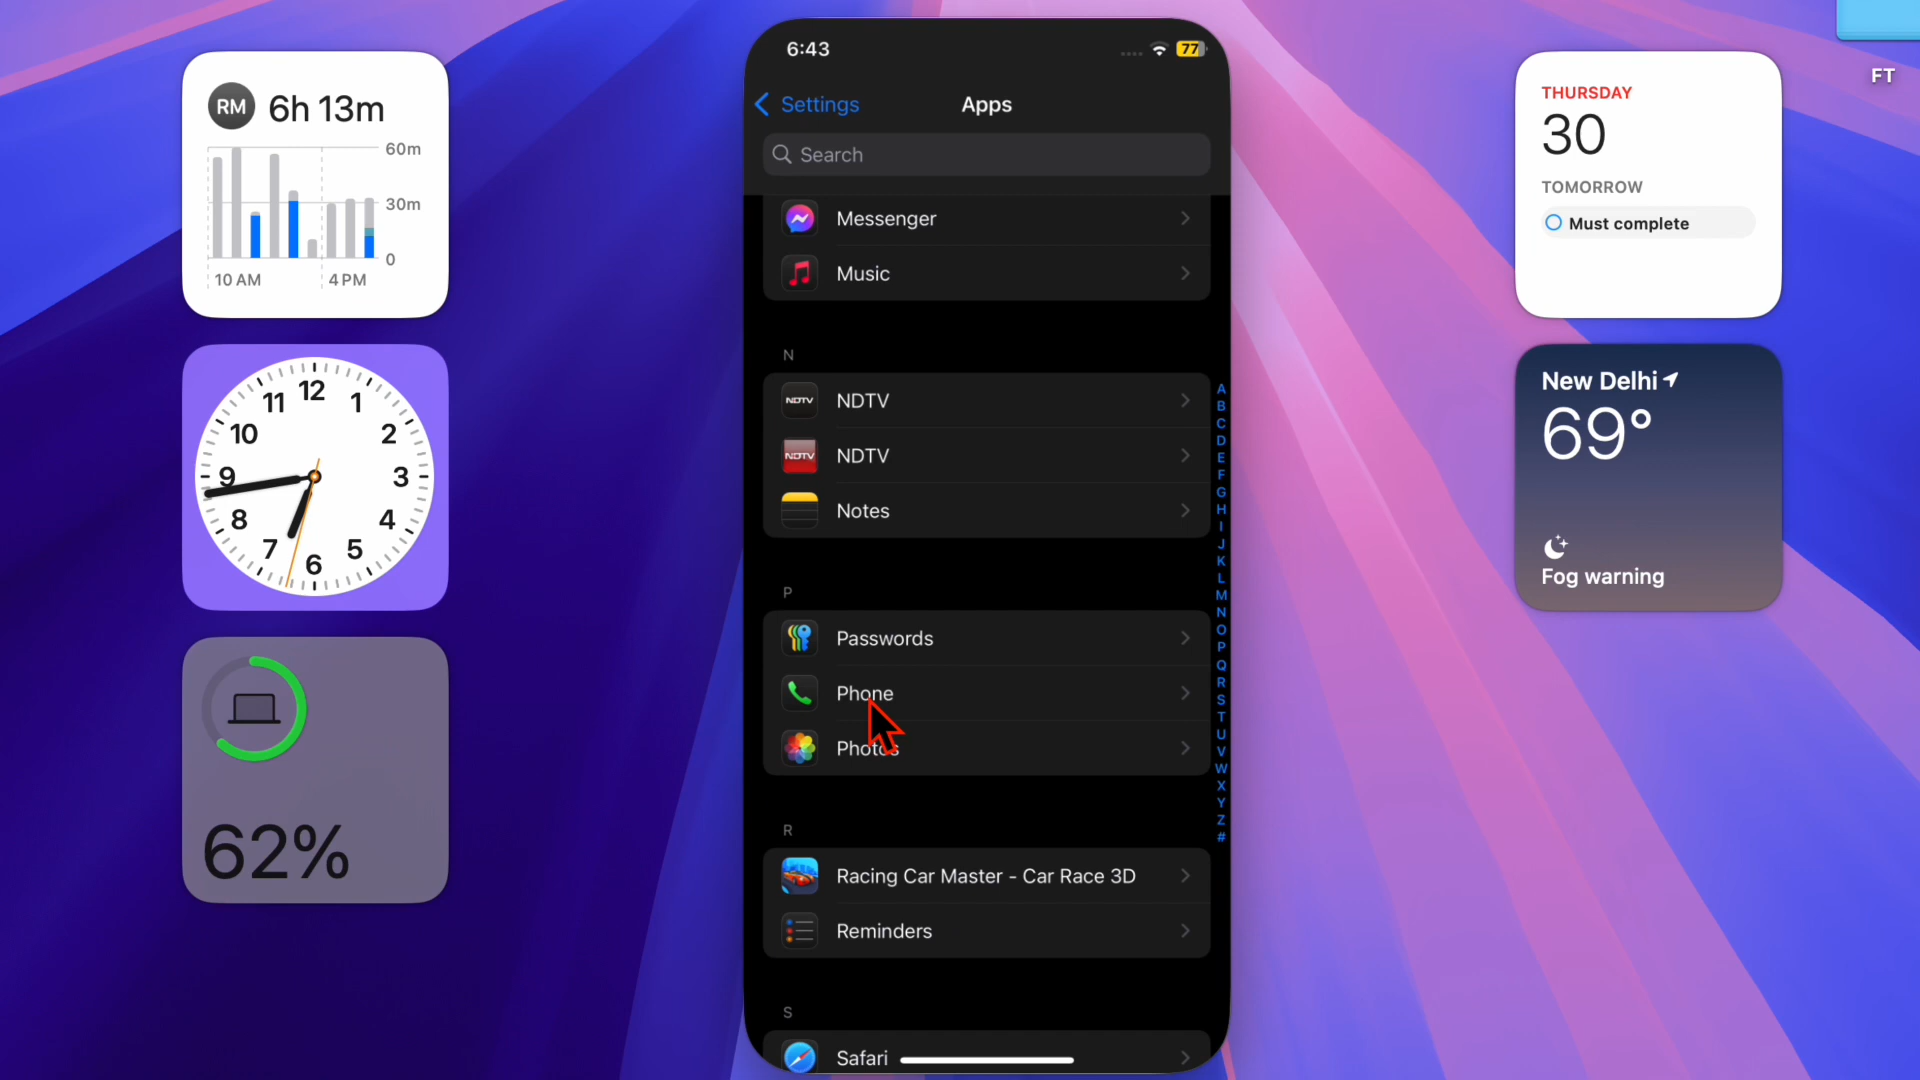 RM 6h 13m
60m
30m
0
10 AM 4 PM
12
11 1
10 2
9 3
8 4
7 5
6
62%
6:43
77
Settings Apps
Search
Messenger
Music
N
NDTV NDTV
NDTV NDTV
Notes
P
Passwords
Phone
Photos
R
Racing Car Master - Car Race 3D
Reminders
S
Safari
A
B
C
D
E
F
G
H
I
J
K
L
M
N
O
P
Q
R
S
T
U
V
W
X
Y
Z
#
THURSDAY
30
TOMORROW
Must complete
New Delhi
69°
Fog warning
FT